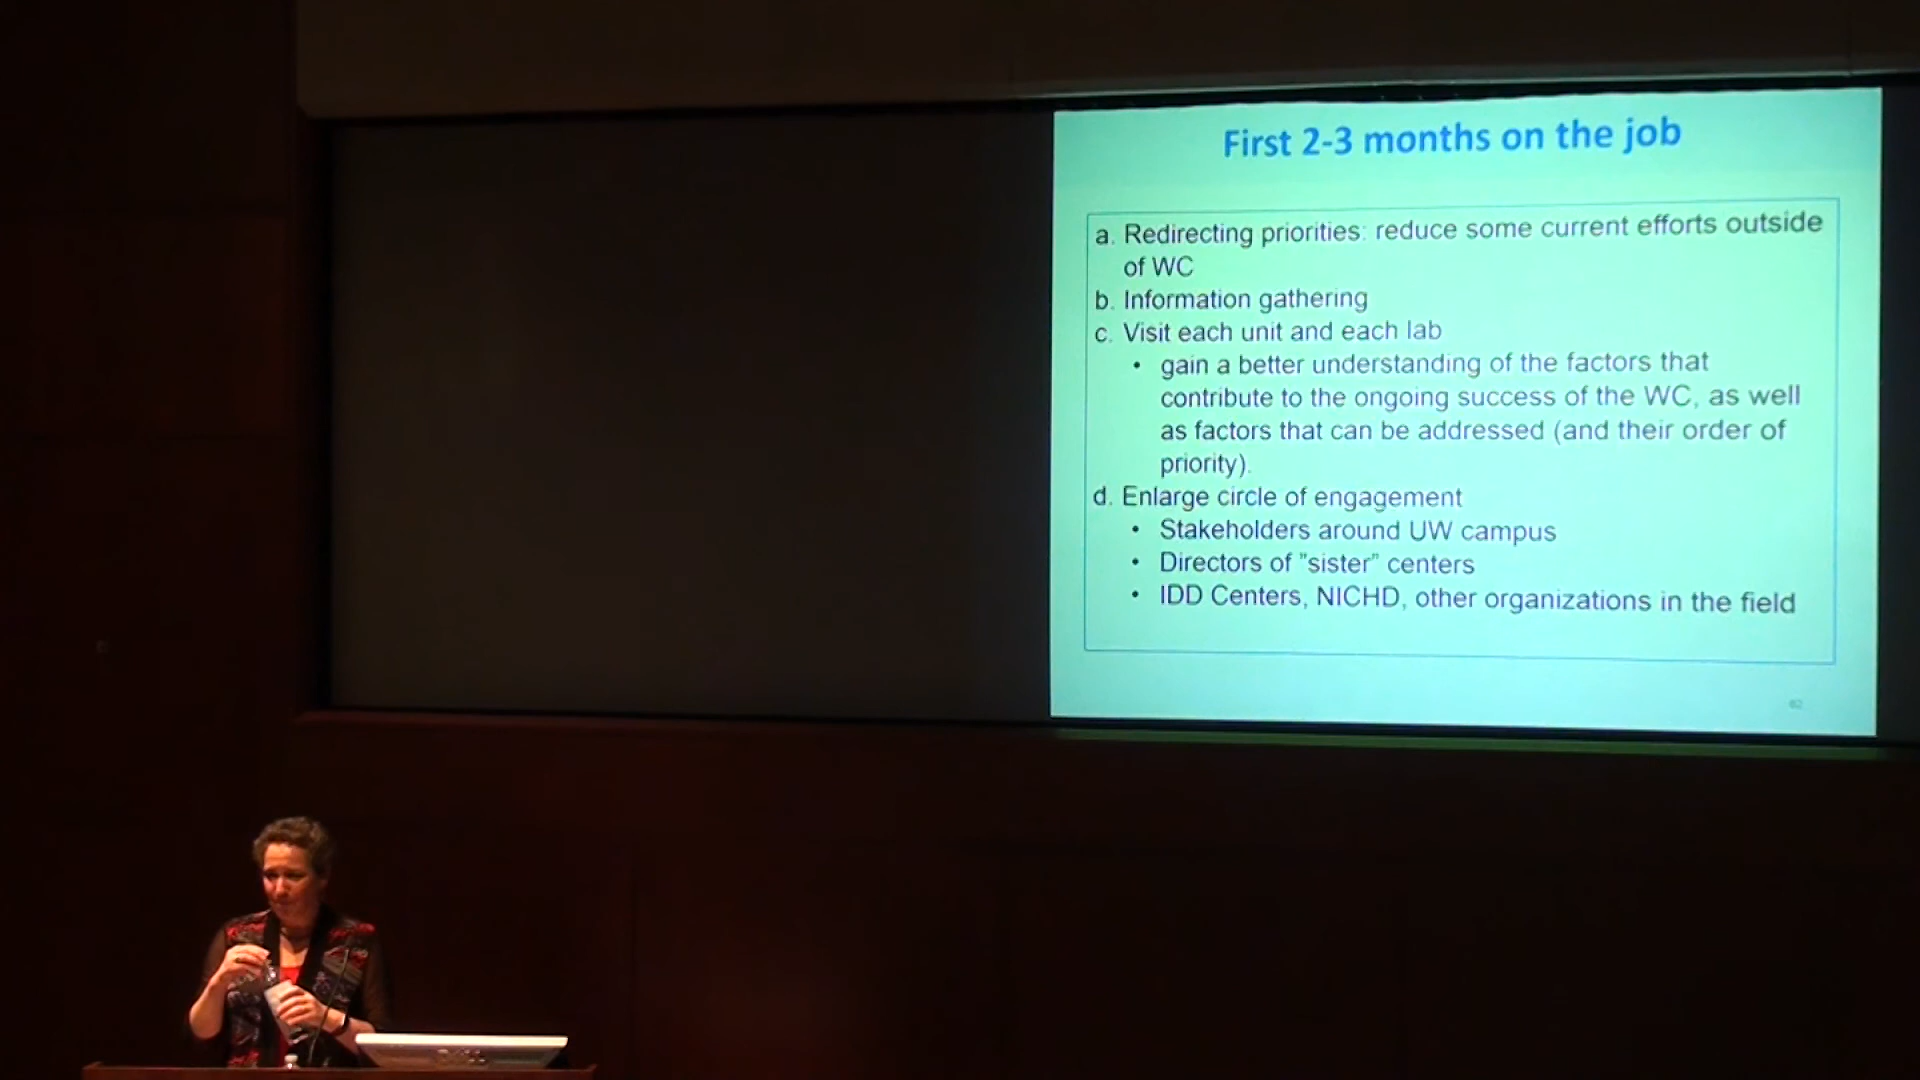 First 2-3 months on the job
a. Redirecting priorities: reduce some current efforts outside
of WC
b. Information gathering
c. Visit each unit and each lab
• gain a better understanding of the factors that
contribute to the ongoing success of the WC, as well
as factors that can be addressed (and their order of
priority).
d. Enlarge circle of engagement
• Stakeholders around UW campus
• Directors of "sister" centers
• IDD Centers, NICHD, other organizations in the field